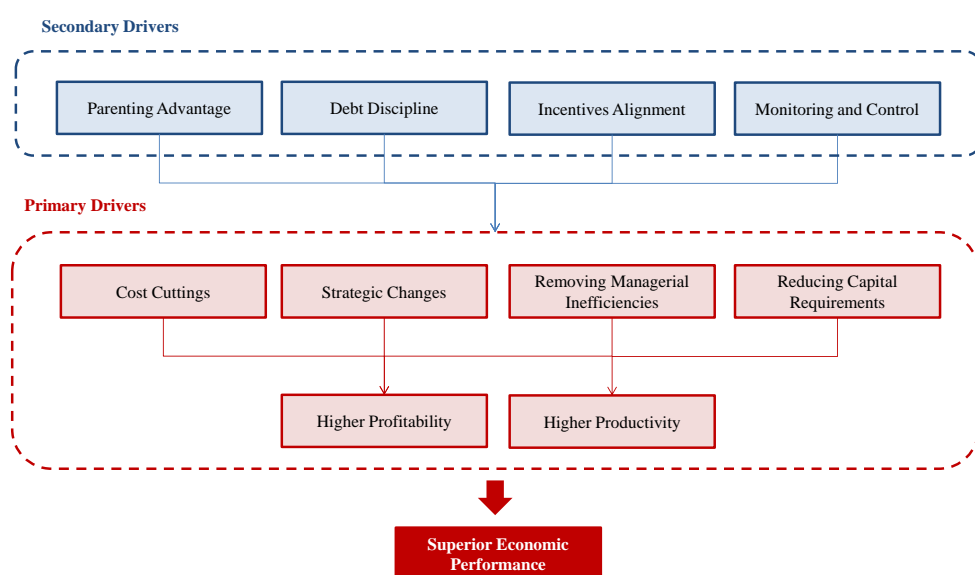 Secondary Drivers
Parenting Advantage
Debt Discipline
Incentives Alignment
Monitoring and Control
Primary Drivers
Cost Cuttings
Strategic Changes
Removing Managerial
Inefficiencies
Reducing Capital
Requirements
Higher Profitability
Higher Productivity
Superior Economic
Performance